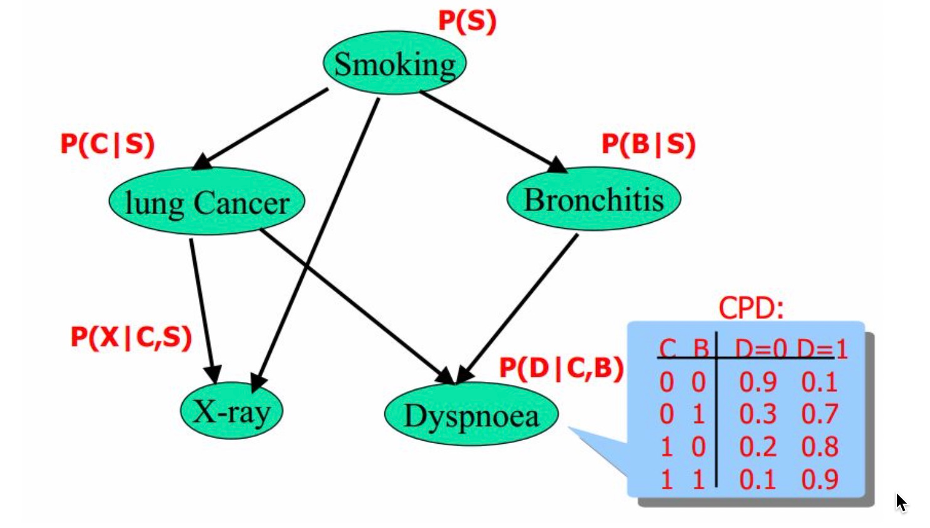 P(S)
Smoking
P(C|S)
P(B|S)
lung Cancer
Bronchitis
P(X|C,S)
P(D|C,B)
X-ray
Dyspnoea
CPD:
C B D=0 D=1
0 0 0.9 0.1
0 1 0.3 0.7
1 0 0.2 0.8
1 1 0.1 0.9